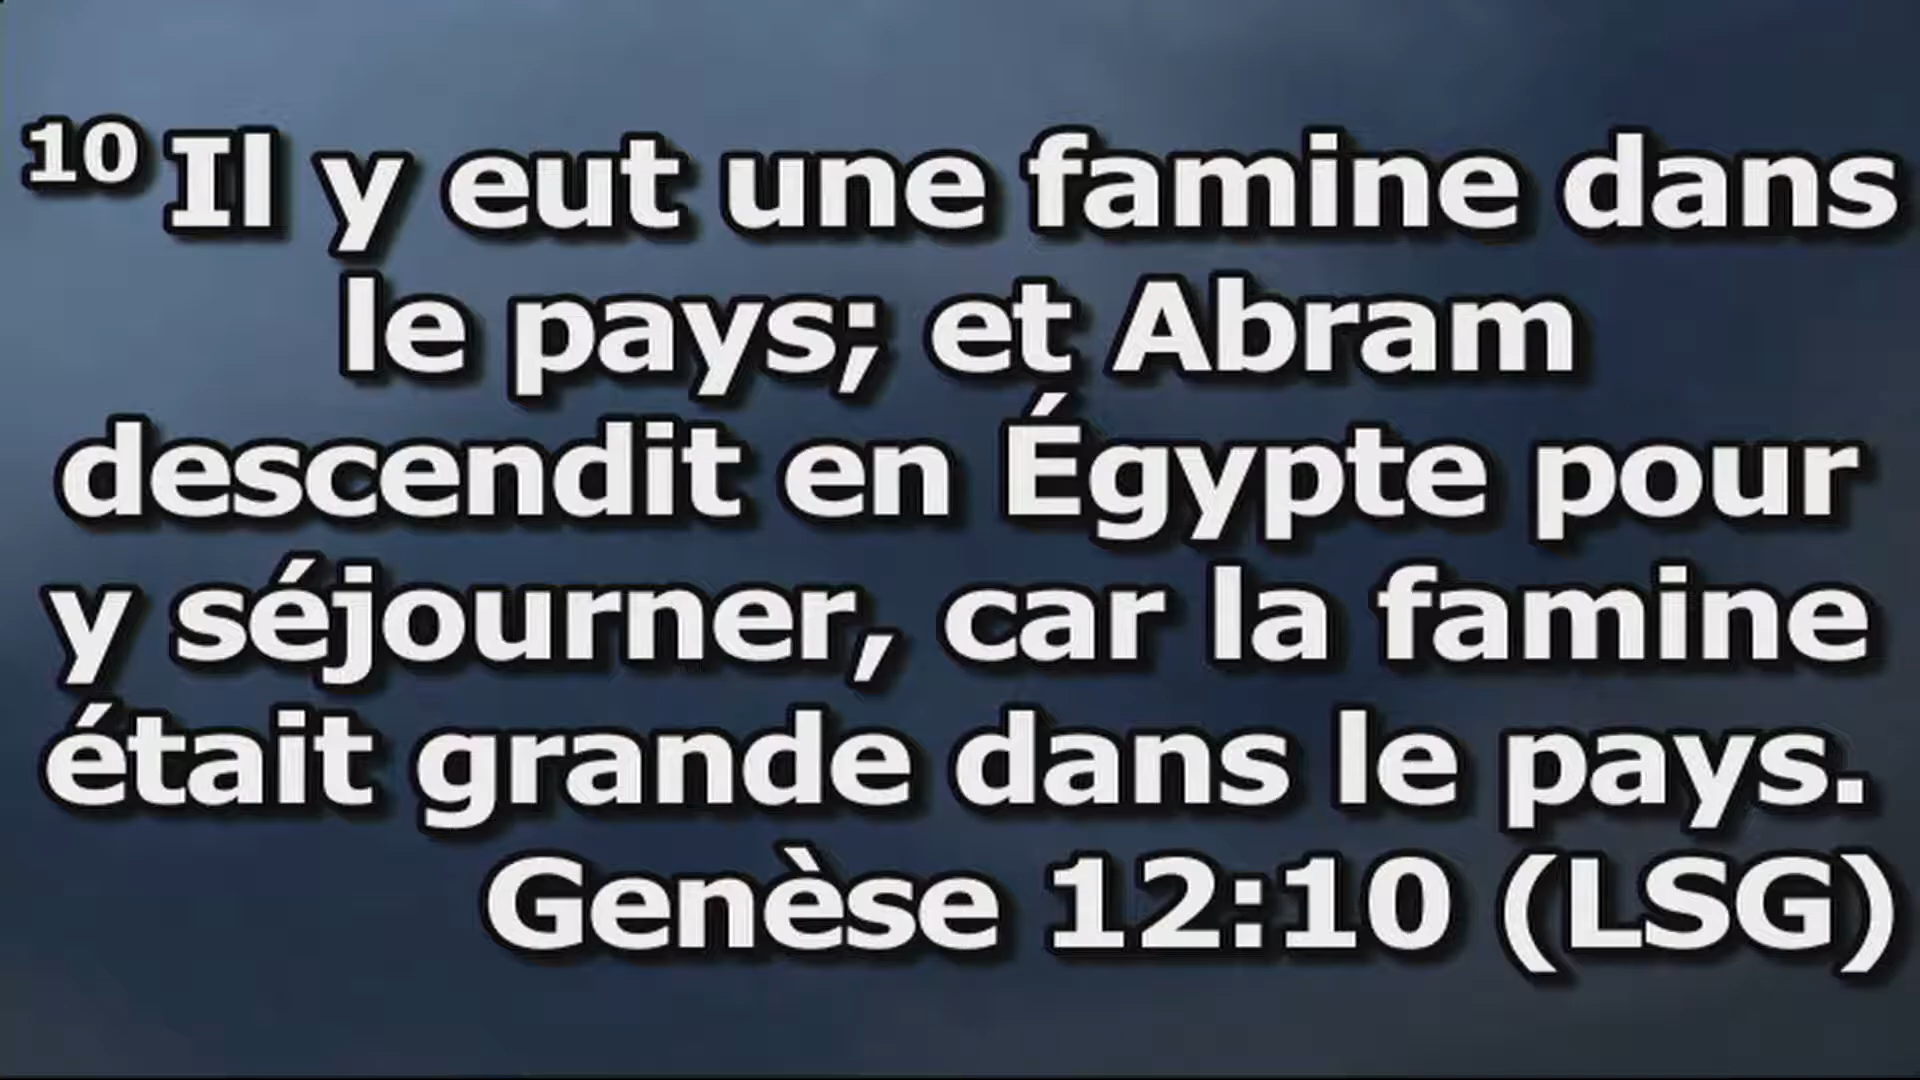 10 Il y eut une famine dans
le pays; et Abram
descendit en Égypte pour
y séjourner, car la famine
était grande dans le pays.
Genèse 12:10 (LSG)